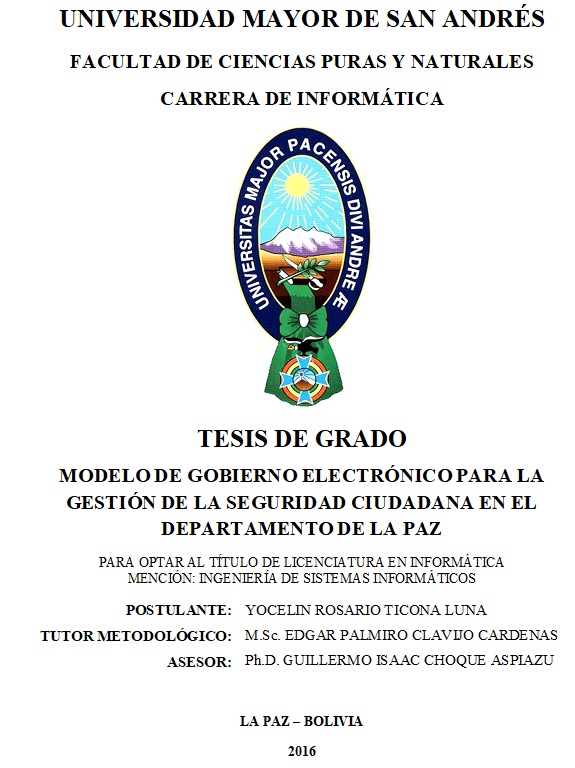 UNIVERSIDAD MAYOR DE SAN ANDRÉS
FACULTAD DE CIENCIAS PURAS Y NATURALES
CARRERA DE INFORMÁTICA
UNIVERSITAS MAJOR PACENSIS DIVI ANDRE Æ
TESIS DE GRADO
MODELO DE GOBIERNO ELECTRÓNICO PARA LA
GESTIÓN DE LA SEGURIDAD CIUDADANA EN EL
DEPARTAMENTO DE LA PAZ
PARA OPTAR AL TÍTULO DE LICENCIATURA EN INFORMÁTICA
MENCIÓN: INGENIERÍA DE SISTEMAS INFORMÁTICOS
POSTULANTE: YOCELIN ROSARIO TICONA LUNA
TUTOR METODOLÓGICO: M.Sc. EDGAR PALMIRO CLAVIJO CARDENAS
ASESOR: Ph.D. GUILLERMO ISAAC CHOQUE ASPIAZU
LA PAZ – BOLIVIA
2016